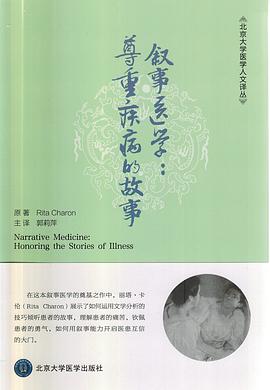 北京大学医学人文译丛
叙事医学：
尊重疾病的故事
原著 Rita Charon
主译 郭莉萍
Narrative Medicine:
Honoring the Stories of Illness
在这本叙事医学的奠基之作中，丽塔·卡
伦（Rita Charon）展示了如何运用文学分析的
技巧倾听患者的故事，理解患者的痛苦、钦佩
患者的勇气，如何用叙事能力开启医患互信
的大门。
北京大学医学出版社